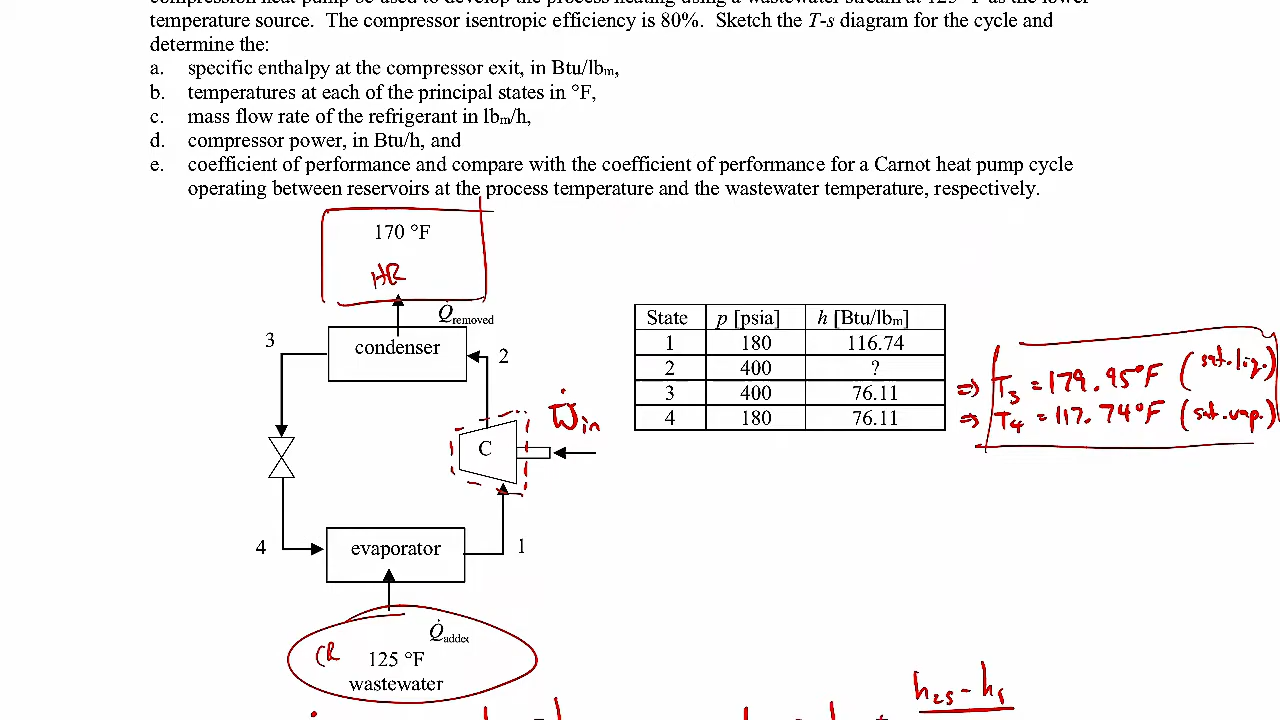 temperature source. The compressor isentropic efficiency is 80%. Sketch the T-s diagram for the cycle and
determine the:
a. specific enthalpy at the compressor exit, in Btu/lbm,
b. temperatures at each of the principal states in °F,
c. mass flow rate of the refrigerant in lbm/h,
d. compressor power, in Btu/h, and
e. coefficient of performance and compare with the coefficient of performance for a Carnot heat pump cycle
operating between reservoirs at the process temperature and the wastewater temperature, respectively.
170 °F
HR
Q̇removed
3
condenser
2
Ẇin
C
4
evaporator
1
Q̇added
CR
125 °F
wastewater
State p [psia] h [Btu/lbm]
1 180 116.74
2 400 ?
3 400 76.11
4 180 76.11
⇒ T3 = 179.95°F (sat. liq.)
⇒ T4 = 117.74°F (sat. vap.)
h2s - h1